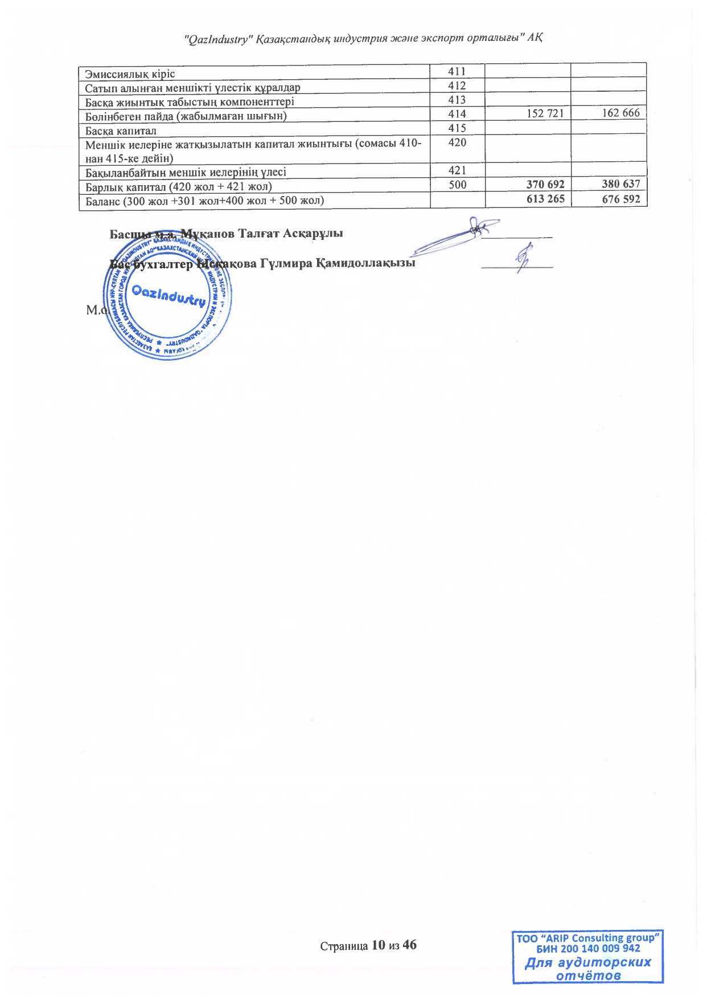 "QazIndustry" Қазақстандық индустрия және экспорт орталығы" АҚ
Эмиссиялық кіріс 411
Сатып алынған меншікті үлестік құралдар 412
Басқа жиынтық табыстың компоненттері 413
Бөлінбеген пайда (жабылмаған шығын) 414 152 721 162 666
Басқа капитал 415
Меншік иелеріне жатқызылатын капитал жиынтығы (сомасы 410- 420
нан 415-ке дейін)
Бақыланбайтын меншік иелерінің үлесі 421
Барлық капитал (420 жол + 421 жол) 500 370 692 380 637
Баланс (300 жол +301 жол+400 жол + 500 жол) 613 265 676 592
Басшы м.а. Мұқанов Талғат Асқарұлы
Бас бухгалтер Ысқақова Гүлмира Қамидоллақызы
QazIndustry
М.о.
Страница 10 из 46
ТОО “ARIP Consulting group”
БИН 200 140 009 942
Для аудиторских
отчётов